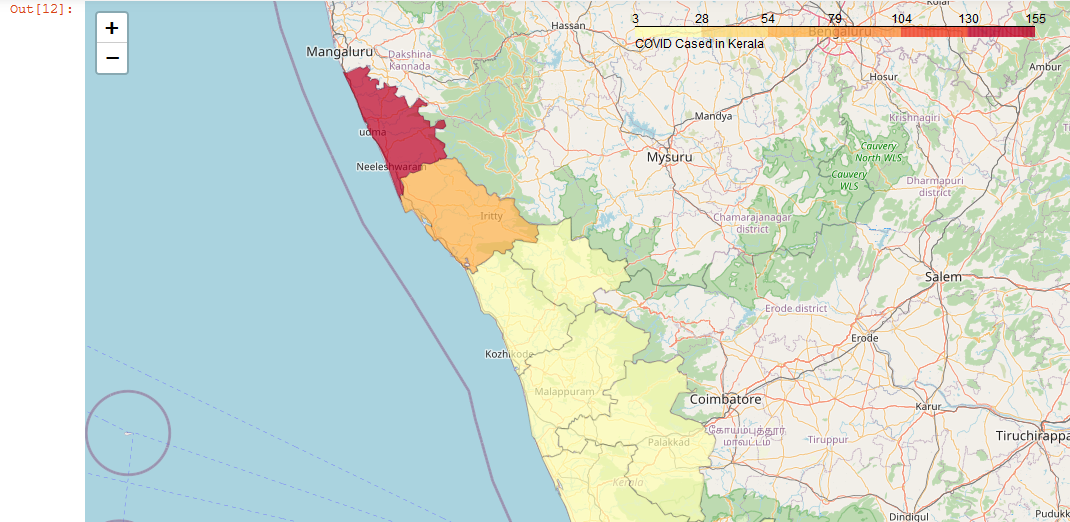 Out[12]:
+
−
Hassan
Kolar
3 28 54 79 104 130 155
COVID Cased in Kerala
Bengaluru
Mangaluru
Dakshina
Kannada
Ambur
Hosur
Mandya
Krishnagiri
udma
Mysuru
Cauvery
North WLS
Neeleshwaram
Cauvery
WLS
Dharmapuri
district
Iritty
Chamarajanagar
district
Salem
Erode district
Erode
Kozhikode
Malappuram
Coimbatore
Karur
கோயம்புத்தூர்
மாவட்டம்
Tiruppur
Tiruchirappa
Palakkad
Kerala
Dindigul
Pudukk